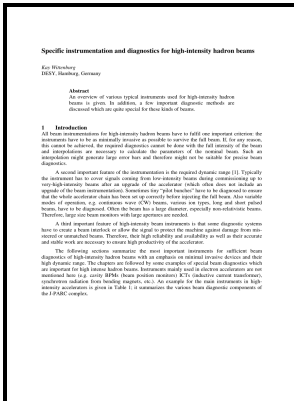 Specific instrumentation and diagnostics for high-intensity hadron beams
Kay Wittenburg
DESY, Hamburg, Germany
Abstract
An overview of various typical instruments used for high-intensity hadron
beams is given. In addition, a few important diagnostic methods are
discussed which are quite special for these kinds of beams.
1 Introduction
All beam instrumentations for high-intensity hadron beams have to fulfil one important criterion: the
instruments have to be as minimally invasive as possible to survive the full beam. If, for any reason,
this cannot be achieved, the required diagnostics cannot be done with the full intensity of the beam
and interpolations are necessary to calculate the parameters of the nominal beam. Such an
interpolation might generate large error bars and therefore might not be suitable for precise beam
diagnostics.
A second important feature of the instrumentation is the required dynamic range [1]. Typically
the instrument has to cover signals coming from low-intensity beams during commissioning up to
very-high-intensity beams after an upgrade of the accelerator (which often does not include an
upgrade of the beam instrumentation). Sometimes tiny "pilot bunches" have to be diagnosed to ensure
that the whole accelerator chain has been set up correctly before injecting the full beam. Also variable
modes of operation, e.g. continuous wave (CW) beams, various ion types, long and short pulsed
beams, have to be diagnosed. Often the beam has a large diameter, especially non-relativistic beams.
Therefore, large size beam monitors with large apertures are needed.
A third important feature of high-intensity beam instruments is that some diagnostic systems
have to create a beam interlock or allow the signal to protect the machine against damage from mis-
steered or unmatched beams. Therefore, their high reliability and availability as well as their accurate
and stable work are necessary to ensure high productivity of the accelerator.
The following sections summarize the most important instruments for sufficient beam
diagnostics of high-intensity hadron beams with an emphasis on minimal invasive devices and their
high dynamic range. The chapters are followed by some examples of special beam diagnostics which
are important for high intense hadron beams. Instruments mainly used in electron accelerators are not
mentioned here (e.g. cavity BPMs (beam position monitors) ICTs (inductive current transformer),
synchrotron radiation from bending magnets, etc.). An example for the main instruments in high-
intensity accelerators is given in Table 1; it summarizes the various beam diagnostic components of
the J-PARC complex.